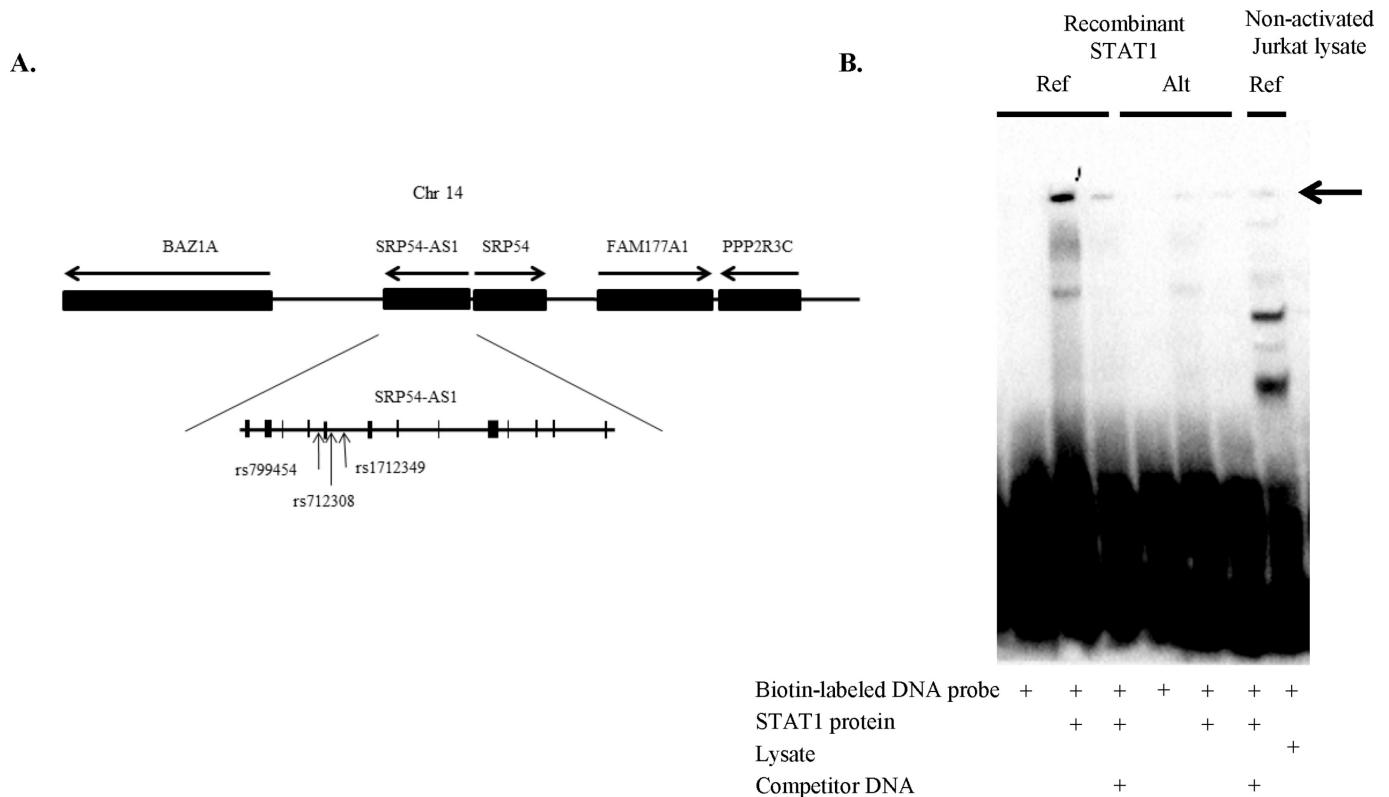 A.
Chr 14
BAZ1A SRP54-AS1 SRP54 FAM177A1 PPP2R3C
SRP54-AS1
rs799454 rs1712349
rs712308
B.
Recombinant
STAT1
Non-activated
Jurkat lysate
Ref Alt Ref
Biotin-labeled DNA probe + + + + + + +
STAT1 protein + + + +
Lysate +
Competitor DNA + +